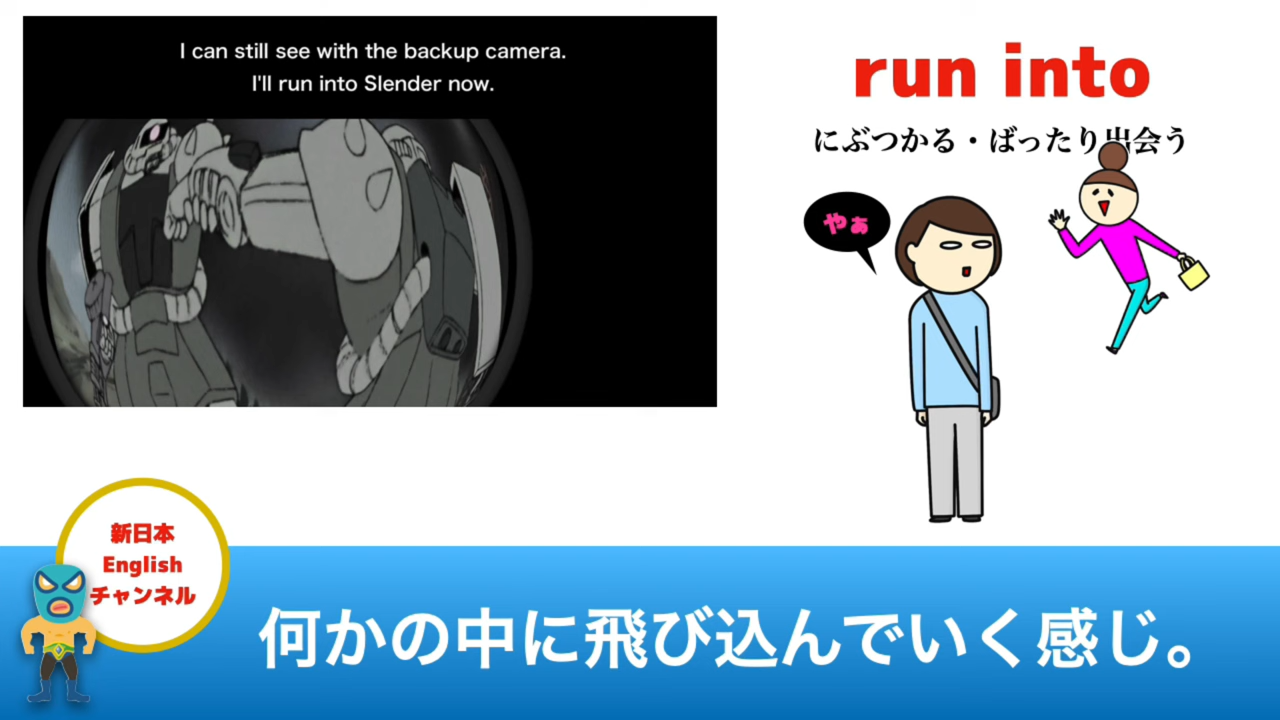 I can still see with the backup camera.
I'll run into Slender now.
run into
にぶつかる・ばったり出会う
やぁ
新日本
English
チャンネル
何かの中に飛び込んでいく感じ。